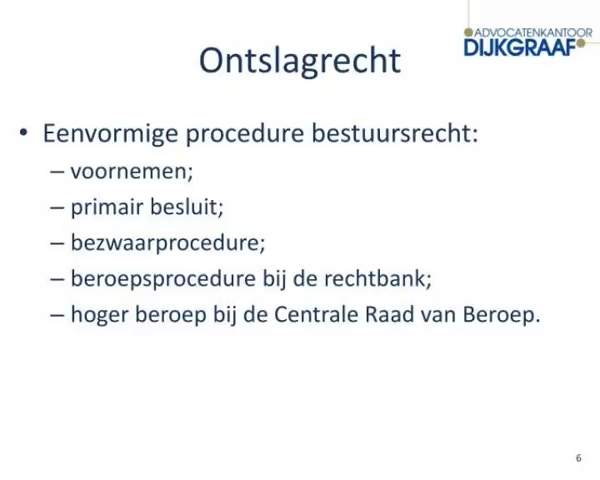 ADVOCATENKANTOOR
DIJKGRAAF
Ontslagrecht
• Eenvormige procedure bestuursrecht:
– voornemen;
– primair besluit;
– bezwaarprocedure;
– beroepsprocedure bij de rechtbank;
– hoger beroep bij de Centrale Raad van Beroep.
6